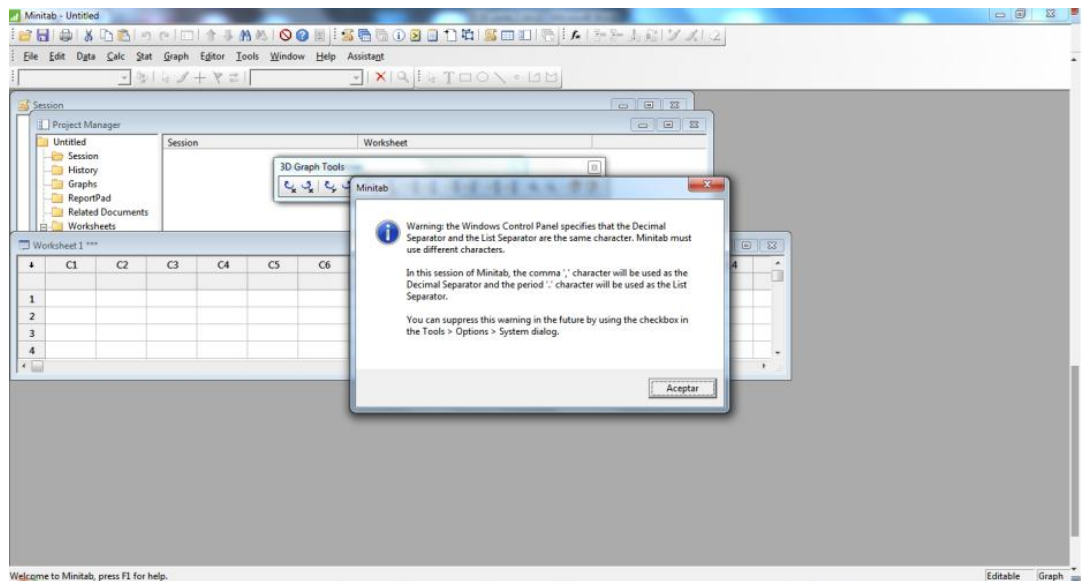 Minitab - Untitled
File Edit Data Calc Stat Graph Editor Tools Window Help Assistant
Session
Project Manager
Untitled
Session
History
Graphs
ReportPad
Related Documents
Worksheets
Session Worksheet
3D Graph Tools
Minitab
Warning: the Windows Control Panel specifies that the Decimal
Separator and the List Separator are the same character. Minitab must
use different characters.
In this session of Minitab, the comma ',' character will be used as the
Decimal Separator and the period '.' character will be used as the List
Separator.
You can suppress this warning in the future by using the checkbox in
the Tools > Options > System dialog.
Aceptar
Worksheet 1 ***
C1 C2 C3 C4 C5 C6 4
1
2
3
4
Welcome to Minitab, press F1 for help.
Editable Graph